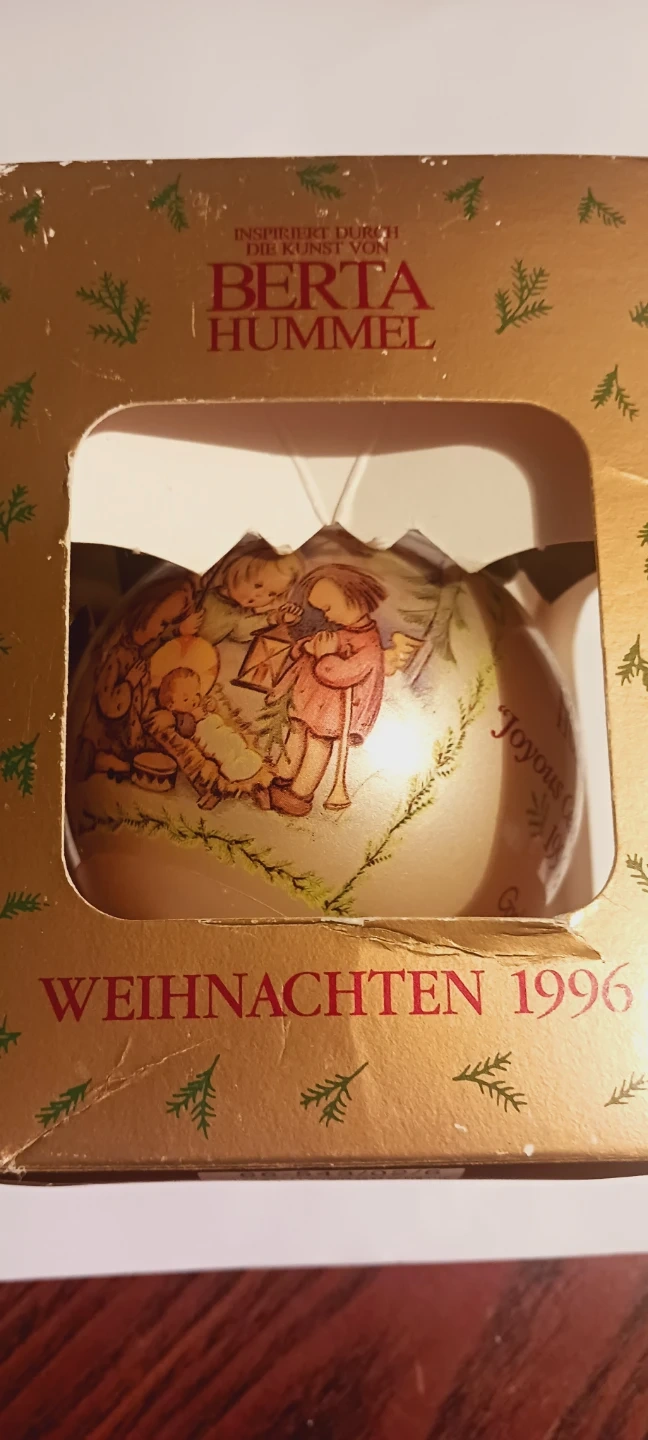 INSPIRIERT DURCH
DIE KUNST VON
BERTA
HUMMEL
"Joyous
WEIHNACHTEN 1996